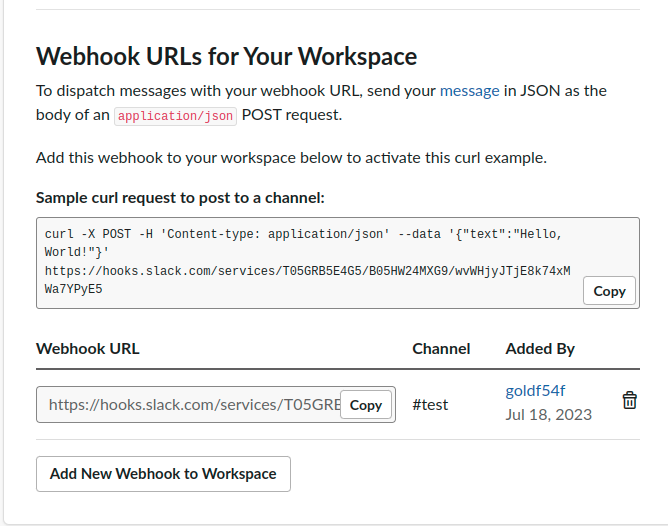 Webhook URLs for Your Workspace
To dispatch messages with your webhook URL, send your message in JSON as the
body of an application/json POST request.
Add this webhook to your workspace below to activate this curl example.
Sample curl request to post to a channel:
curl -X POST -H 'Content-type: application/json' --data '{"text":"Hello,
World!"}'
https://hooks.slack.com/services/T05GRB5E4G5/B05HW24MXG9/wvWHjyJTjE8k74xM
Wa7YPyE5
Copy
Webhook URL Channel Added By
https://hooks.slack.com/services/T05GRB Copy #test goldf54f
Jul 18, 2023
Add New Webhook to Workspace